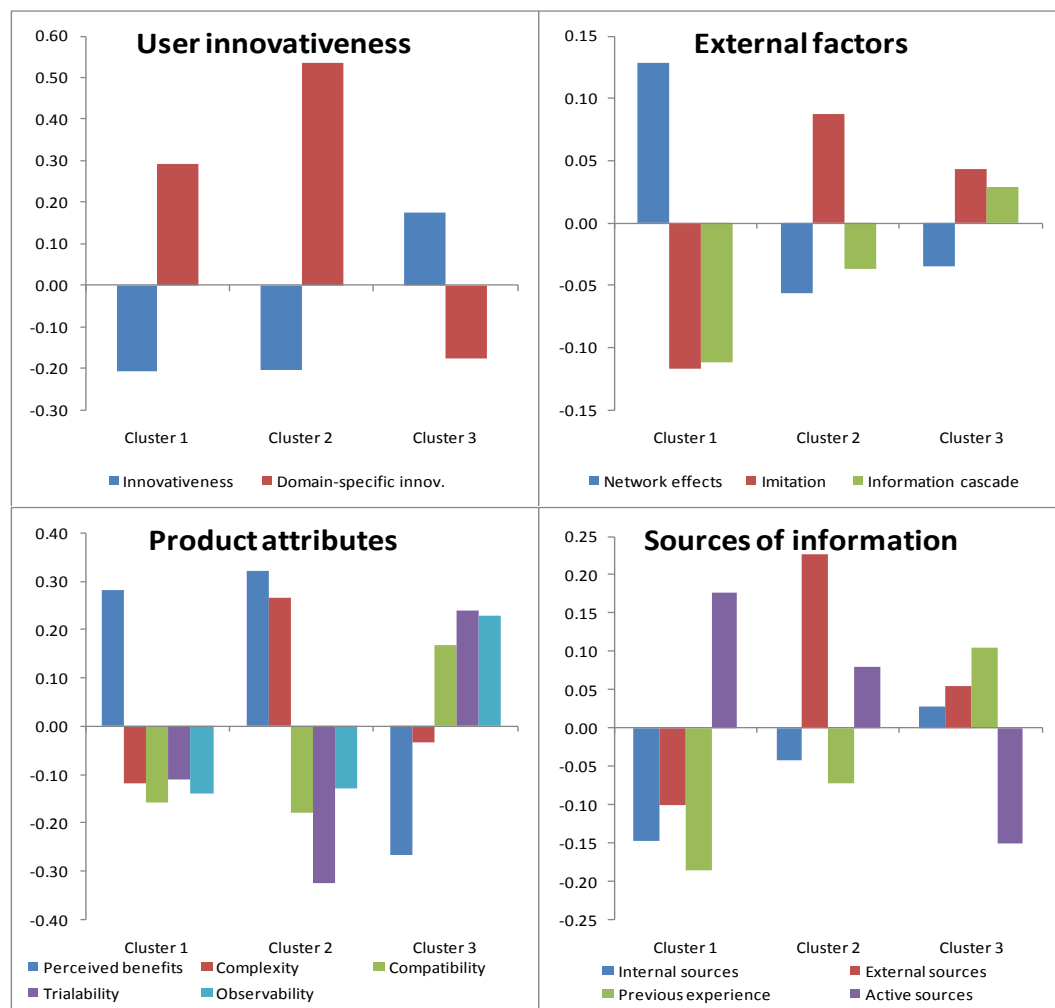 User innovativeness
0.60
0.50
0.40
0.30
0.20
0.10
0.00
-0.10
-0.20
-0.30
Cluster 1 Cluster 2 Cluster 3
Innovativeness Domain-specific innov.
External factors
0.15
0.10
0.05
0.00
-0.05
-0.10
-0.15
Cluster 1 Cluster 2 Cluster 3
Network effects Imitation Information cascade
Product attributes
0.40
0.30
0.20
0.10
0.00
-0.10
-0.20
-0.30
-0.40
Cluster 1 Cluster 2 Cluster 3
Perceived benefits Complexity Compatibility
Trialability Observability
Sources of information
0.25
0.20
0.15
0.10
0.05
0.00
-0.05
-0.10
-0.15
-0.20
-0.25
Cluster 1 Cluster 2 Cluster 3
Internal sources External sources
Previous experience Active sources